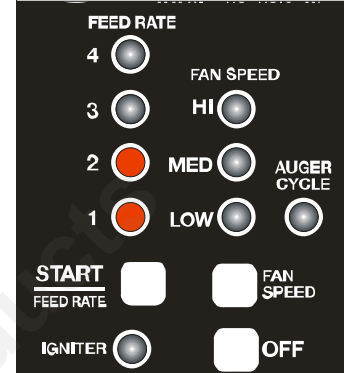 FEED RATE
4
FAN SPEED
3 HI
2 MED AUGER
CYCLE
1 LOW
START FAN
FEED RATE SPEED
IGNITER OFF